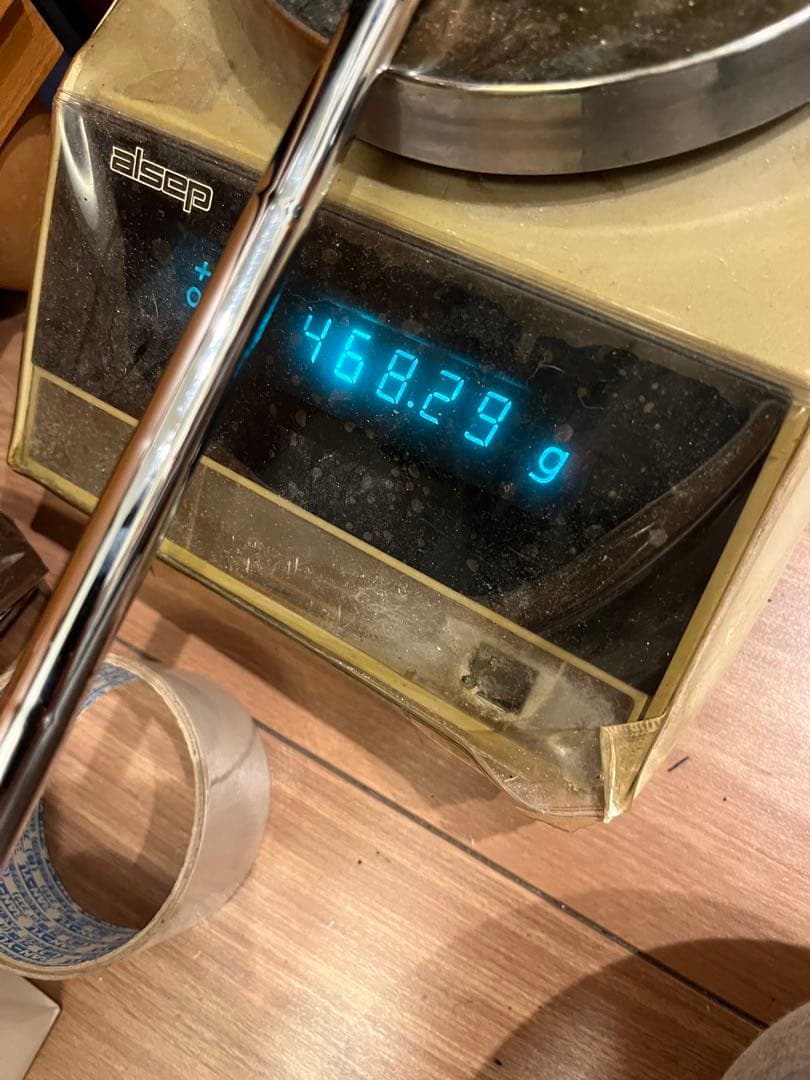 alsep
+
o
468.29 g